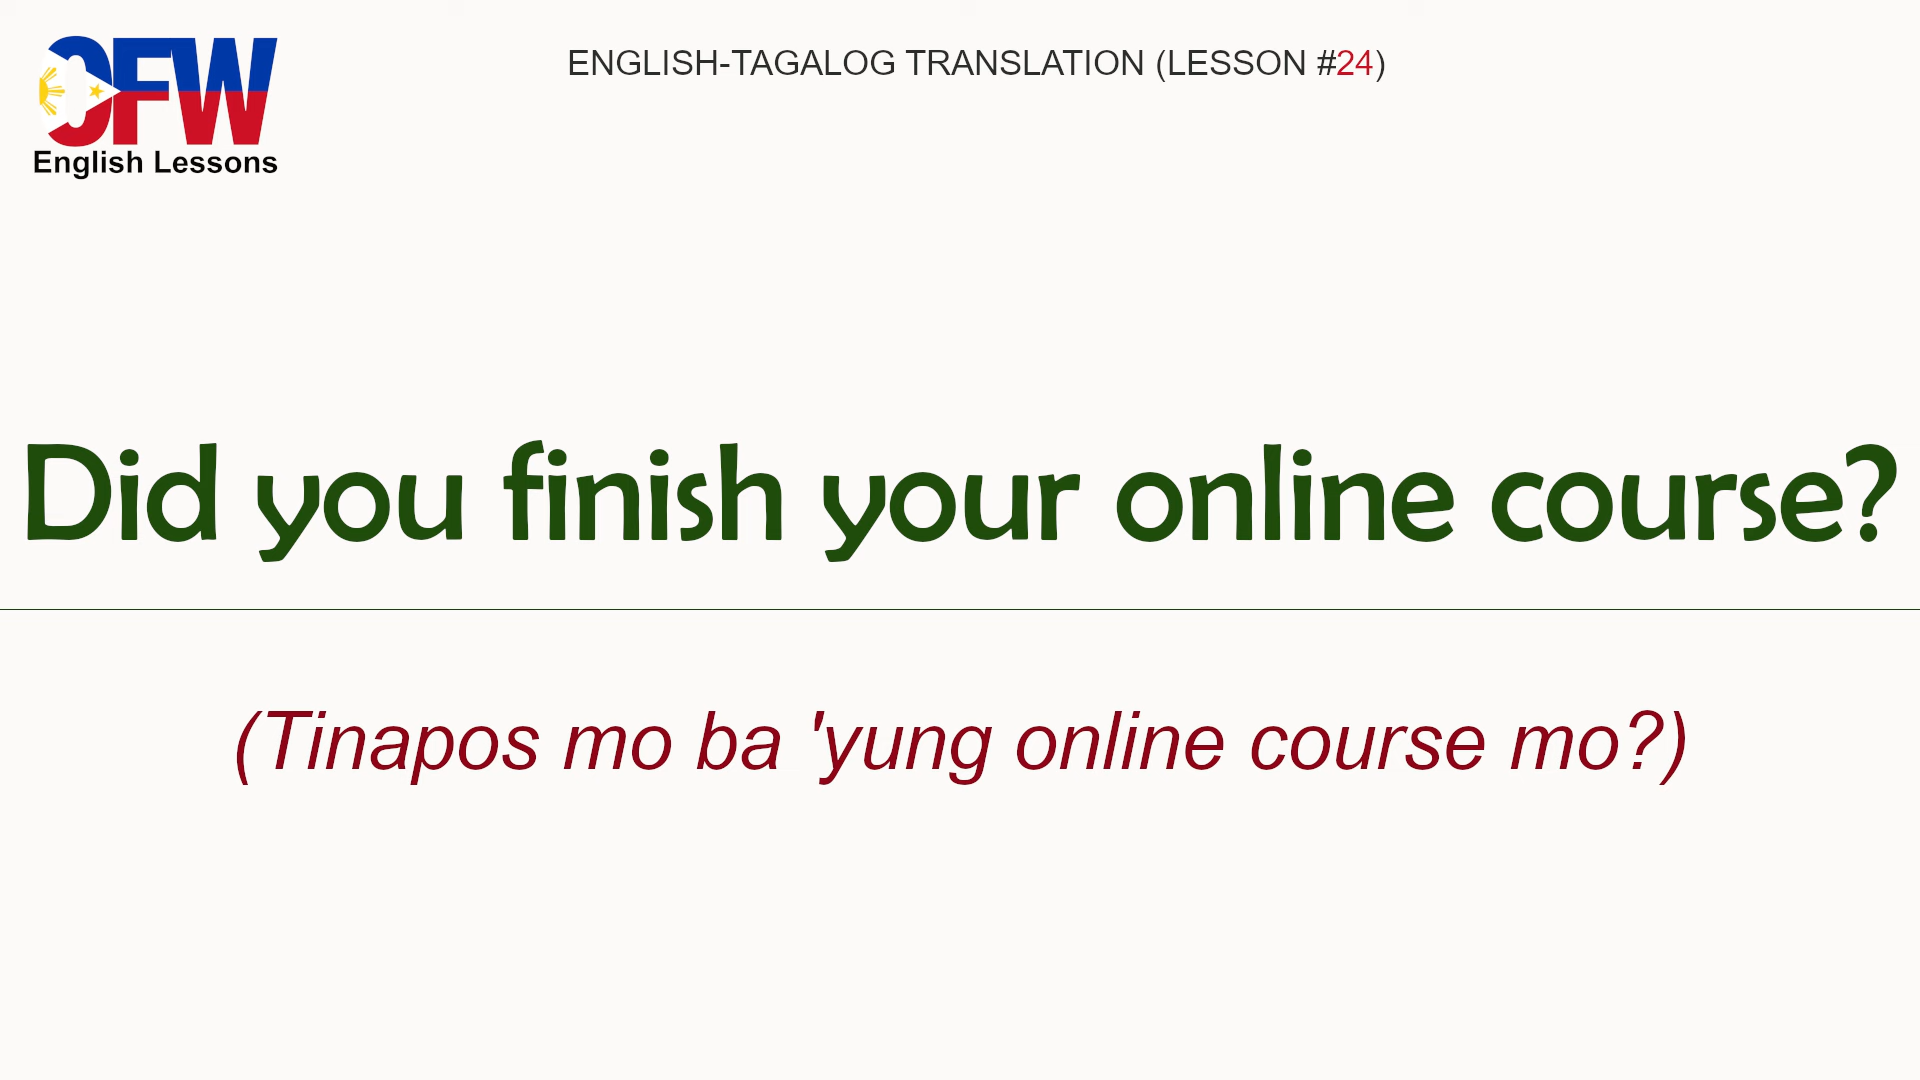 OFW
English Lessons
ENGLISH-TAGALOG TRANSLATION (LESSON #24)
Did you finish your online course?
(Tinapos mo ba 'yung online course mo?)